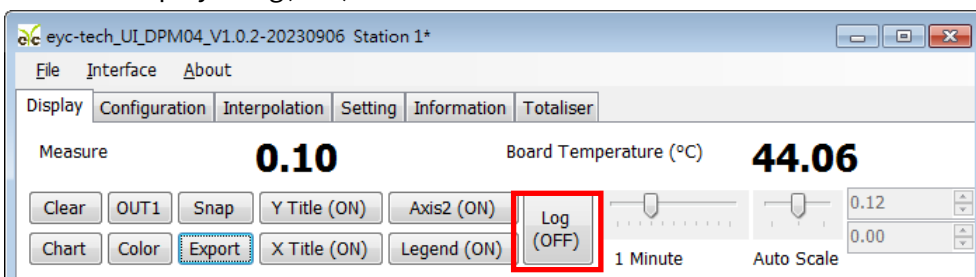 eyc eyc-tech_UI_DPM04_V1.0.2-20230906 Station 1*
File Interface About
Display Configuration Interpolation Setting Information Totaliser
Measure 0.10 Board Temperature (°C) 44.06
Clear OUT1 Snap Y Title (ON) Axis2 (ON) Log (OFF) 0.12
Chart Color Export X Title (ON) Legend (ON) 1 Minute Auto Scale 0.00